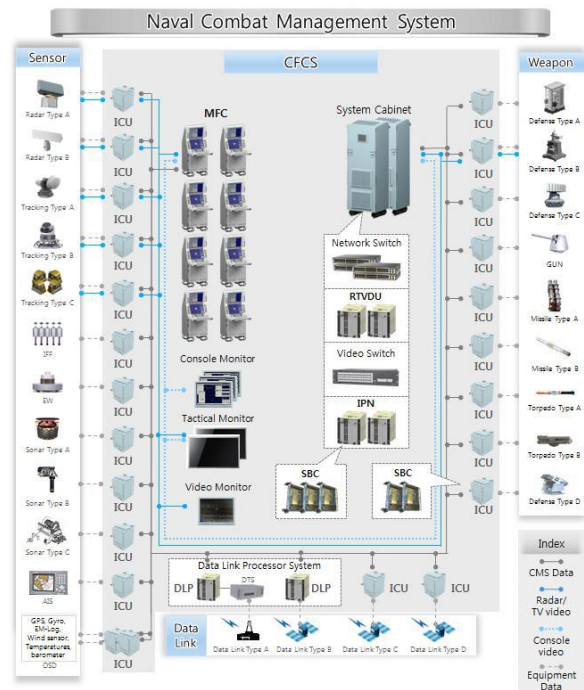 Naval Combat Management System
Sensor
Radar Type A
Radar Type B
Tracking Type A
Tracking Type B
Tracking Type C
IFF
EW
Sonar Type A
Sonar Type B
Sonar Type C
AIS
GPS, Gyro,
EM-Log,
Wind sensor,
Temperatures,
barometer
OSD
ICU
ICU
ICU
ICU
ICU
ICU
ICU
ICU
ICU
ICU
ICU
ICU
CFCS
MFC
System Cabinet
Network Switch
RTVDU
Video Switch
IPN
SBC
SBC
Console Monitor
Tactical Monitor
Video Monitor
Data Link Processor System
DLP
DTS
DLP
ICU
ICU
Data
Link
Data Link Type A
Data Link Type B
Data Link Type C
Data Link Type D
ICU
ICU
ICU
ICU
ICU
ICU
ICU
ICU
ICU
Weapon
Defense Type A
Defense Type B
Defense Type C
GUN
Missile Type A
Missile Type B
Torpedo Type A
Torpedo Type B
Defense Type D
Index
CMS Data
Radar/
TV video
Console
video
Equipment
Data